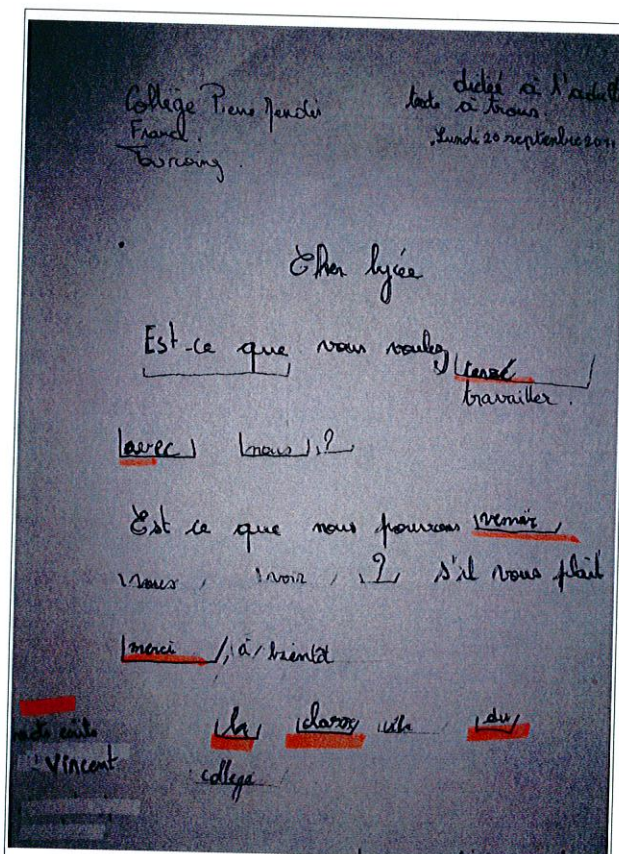 Collège Pierre Mendès
dictée à l'adulte
France.
texte à trous.
Tourcoing.
Lundi 20 septembre 2011
Cher lycée
Est-ce que vous voulez
travailler.
avec nous ?
Est ce que nous pourrons venir
vous voir ? s'il vous plaît
merci, à bientôt
la ulis du
Vincent
collège